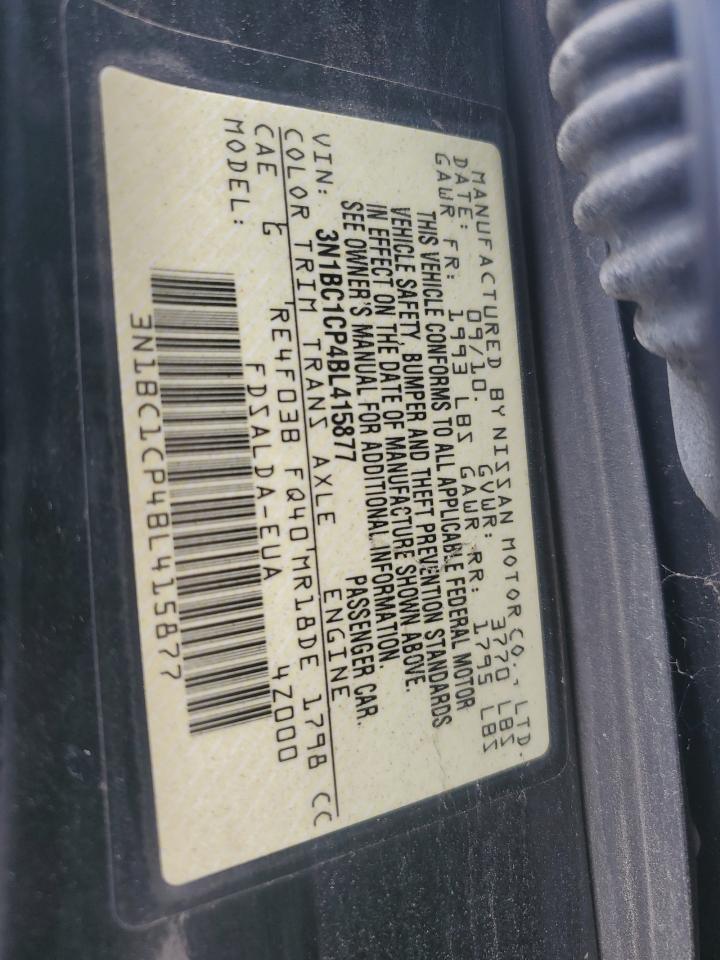 MANUFACTURED BY NISSAN MOTOR CO., LTD.
DATE: 09/10. GVWR: 3770 LBS
GAWR FR: 1993 LBS GAWR RR: 1795 LBS
THIS VEHICLE CONFORMS TO ALL APPLICABLE FEDERAL MOTOR
VEHICLE SAFETY, BUMPER AND THEFT PREVENTION STANDARDS
IN EFFECT ON THE DATE OF MANUFACTURE SHOWN ABOVE.
SEE OWNER'S MANUAL FOR ADDITIONAL INFORMATION.
VIN: 3N1BC1CP4BL415877 PASSENGER CAR.
COLOR TRIM TRANS AXLE ENGINE
CAE G RE4F03B FQ40 MR18DE 1798 CC
MODEL: FDSALDA-EUA 4Z000
3N1BC1CP4BL415877